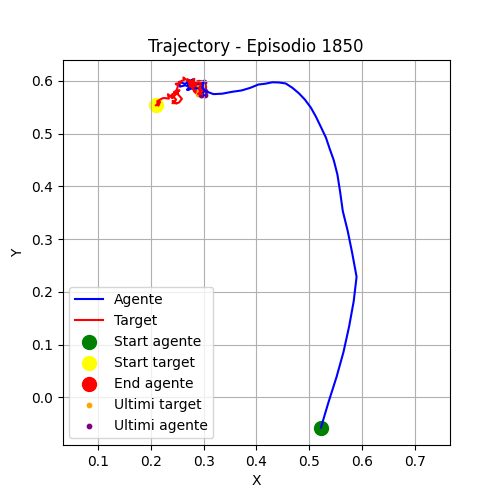 Trajectory - Episodio 1850
Y
0.6
0.5
0.4
0.3
0.2
0.1
0.0
Agente
Target
Start agente
Start target
End agente
Ultimi target
Ultimi agente
0.1 0.2 0.3 0.4 0.5 0.6 0.7
X